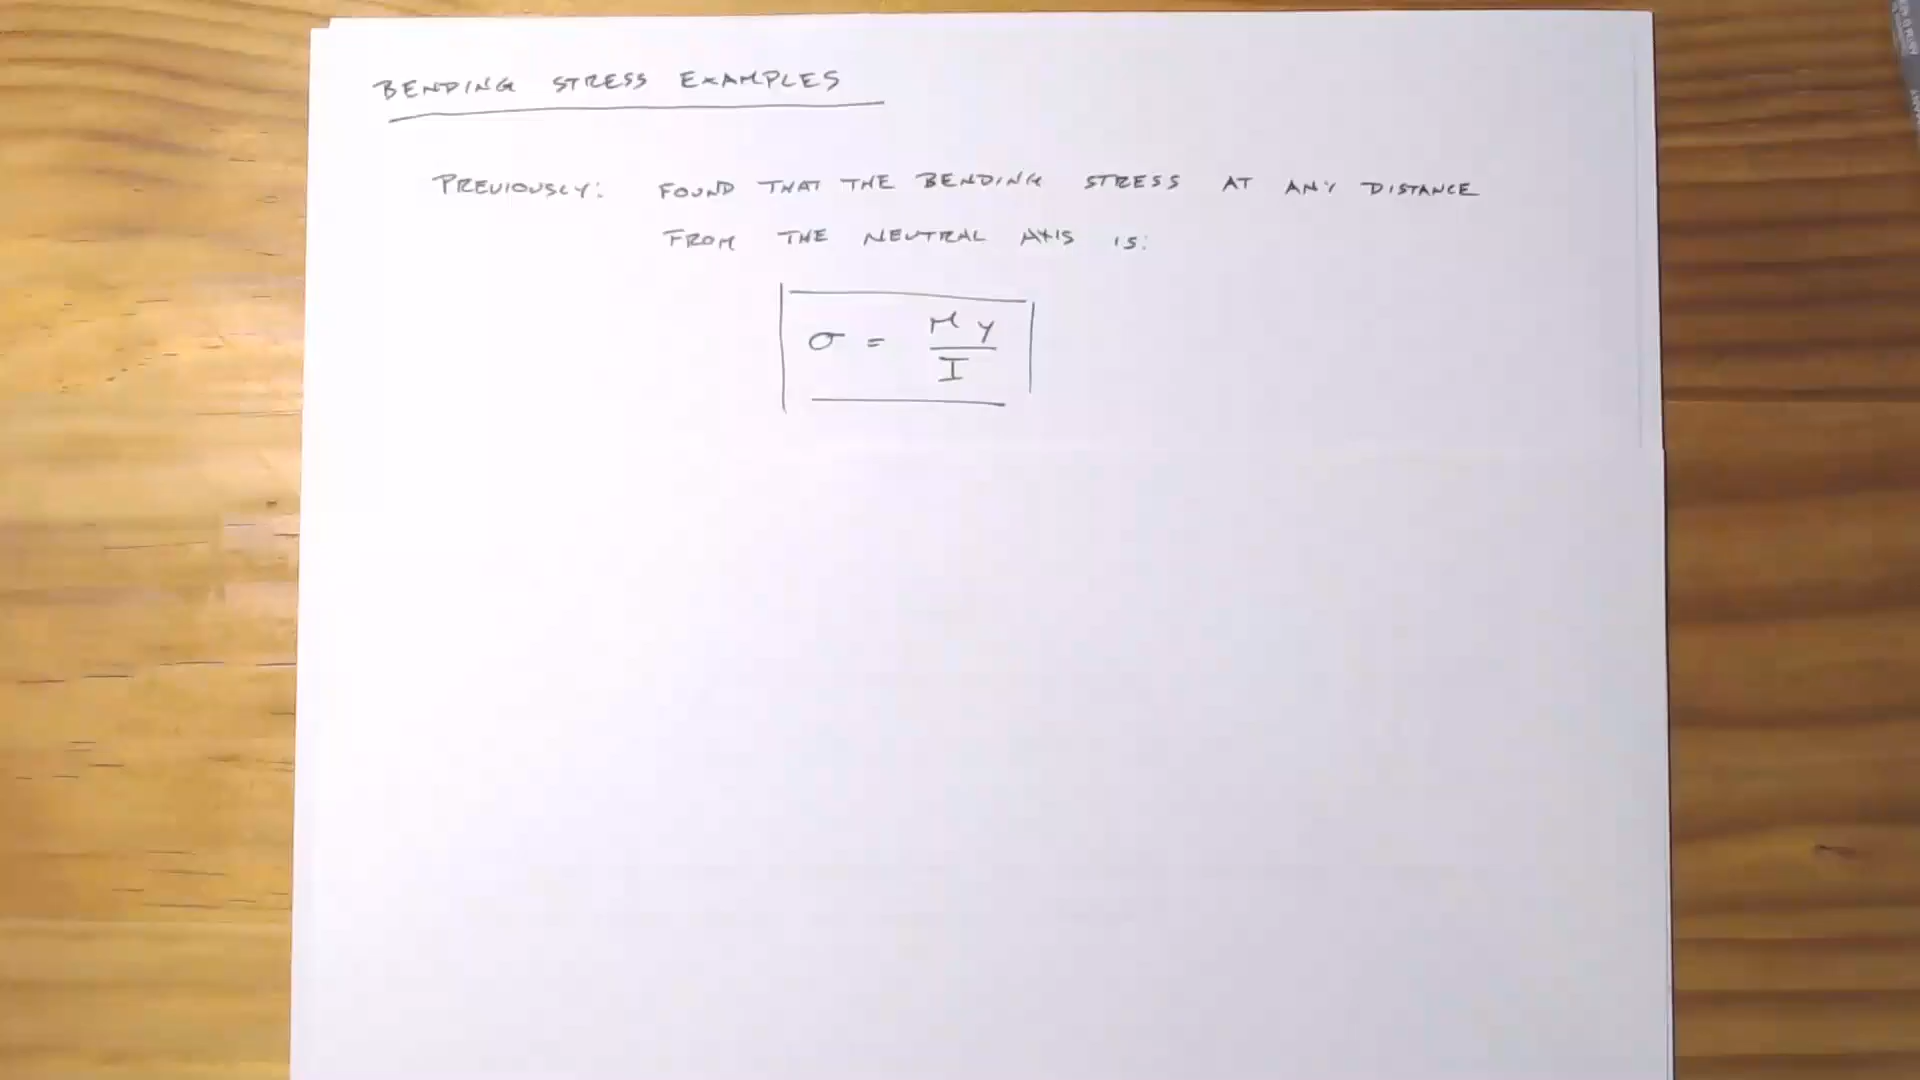 BENDING STRESS EXAMPLES
PREVIOUSLY: FOUND THAT THE BENDING STRESS AT ANY DISTANCE
FROM THE NEUTRAL AXIS IS:
σ = My / I